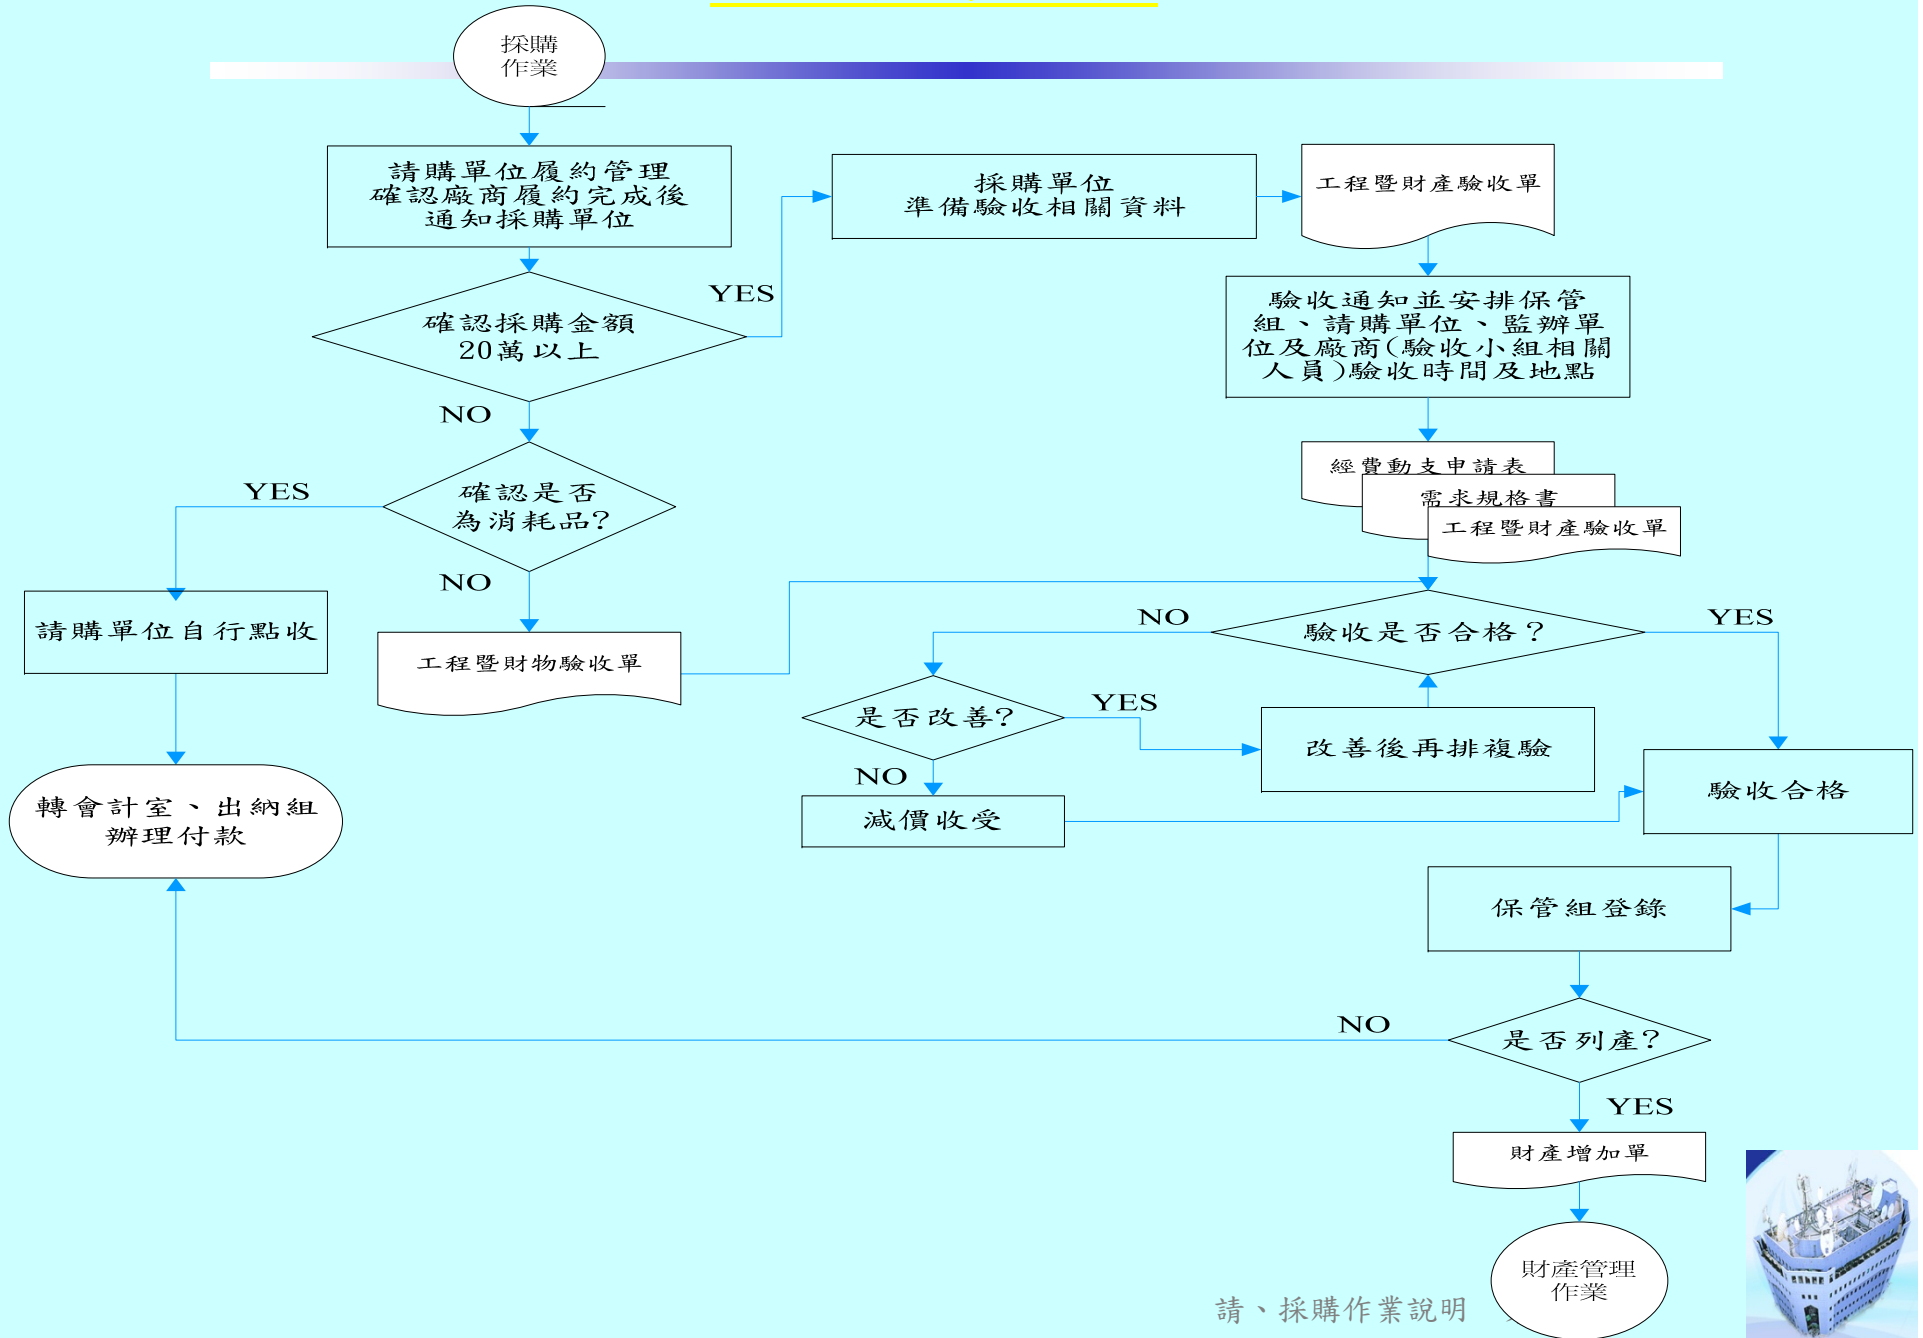 採購
作業
請購單位履約管理
確認廠商履約完成後
通知採購單位
採購單位
準備驗收相關資料
工程暨財產驗收單
YES
確認採購金額
20萬以上
驗收通知並安排保管
組、請購單位、監辦單
位及廠商(驗收小組相關
人員)驗收時間及地點
NO
經費動支申請表
需求規格書
工程暨財產驗收單
YES
確認是否
為消耗品?
NO
請購單位自行點收
工程暨財物驗收單
NO
驗收是否合格？
YES
是否改善?
YES
改善後再排複驗
NO
減價收受
驗收合格
轉會計室、出納組
辦理付款
保管組登錄
NO
是否列產?
YES
財產增加單
財產管理
作業
請、採購作業說明